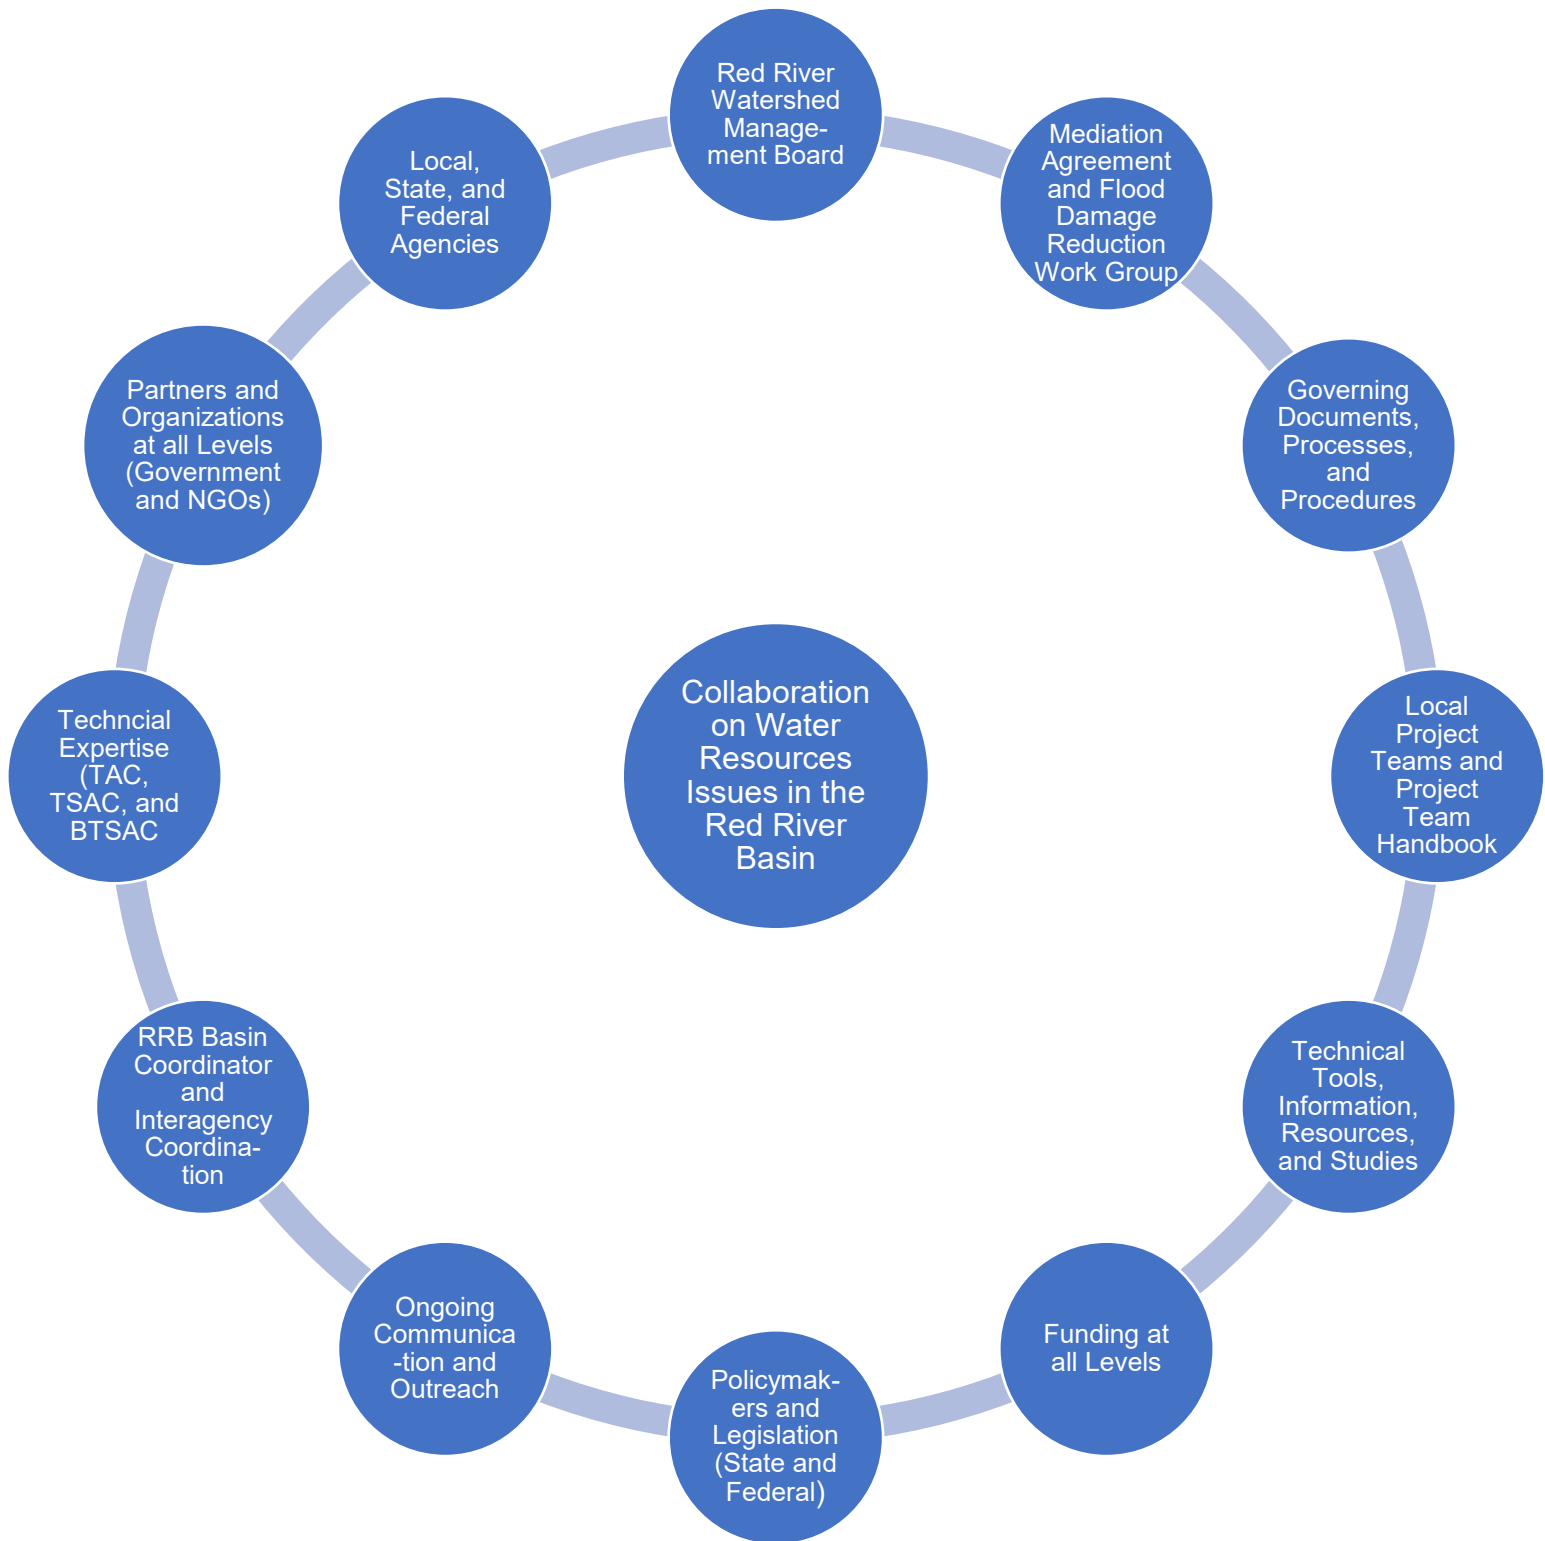 Red River
Watershed
Manage-
ment Board
Mediation
Agreement
and Flood
Damage
Reduction
Work Group
Governing
Documents,
Processes,
and
Procedures
Local
Project
Teams and
Project
Team
Handbook
Technical
Tools,
Information,
Resources,
and Studies
Funding at
all Levels
Policymak-
ers and
Legislation
(State and
Federal)
Ongoing
Communica
-tion and
Outreach
RRB Basin
Coordinator
and
Interagency
Coordina-
tion
Techncial
Expertise
(TAC,
TSAC, and
BTSAC
Partners and
Organizations
at all Levels
(Government
and NGOs)
Local,
State, and
Federal
Agencies
Collaboration
on Water
Resources
Issues in the
Red River
Basin